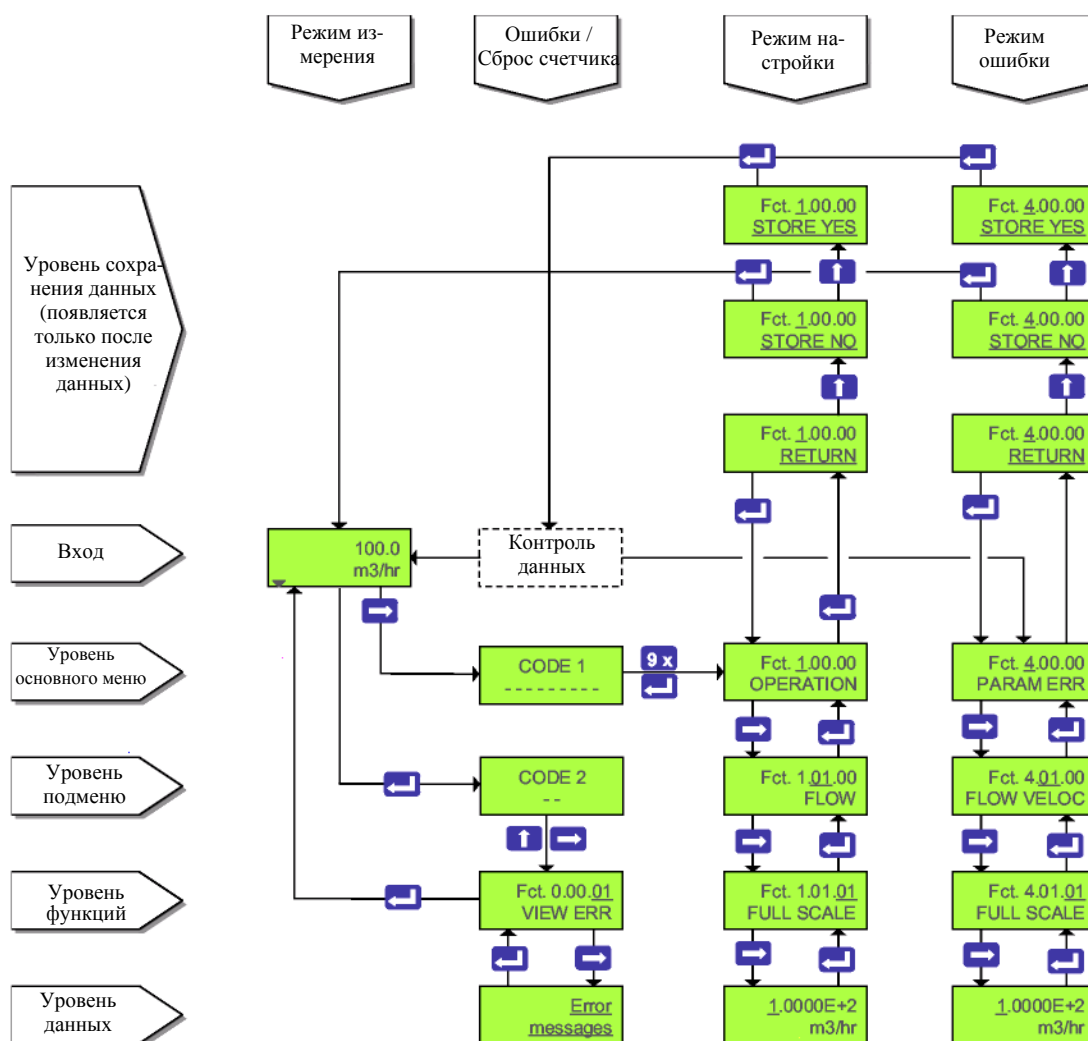 Режим из-
мерения
Ошибки /
Сброс счетчика
Режим на-
стройки
Режим
ошибки
Уровень сохра-
нения данных
(появляется
только после
изменения
данных)
Fct. 1.00.00
STORE YES
Fct. 4.00.00
STORE YES
Fct. 1.00.00
STORE NO
Fct. 4.00.00
STORE NO
Fct. 1.00.00
RETURN
Fct. 4.00.00
RETURN
Вход
100.0
m3/hr
Контроль
данных
Уровень
основного меню
CODE 1
- - - - - - - - -
9 x
Fct. 1.00.00
OPERATION
Fct. 4.00.00
PARAM ERR
Уровень
подменю
CODE 2
- -
Fct. 1.01.00
FLOW
Fct. 4.01.00
FLOW VELOC
Уровень
функций
Fct. 0.00.01
VIEW ERR
Fct. 1.01.01
FULL SCALE
Fct. 4.01.01
FULL SCALE
Уровень
данных
Error
messages
1.0000E+2
m3/hr
1.0000E+2
m3/hr